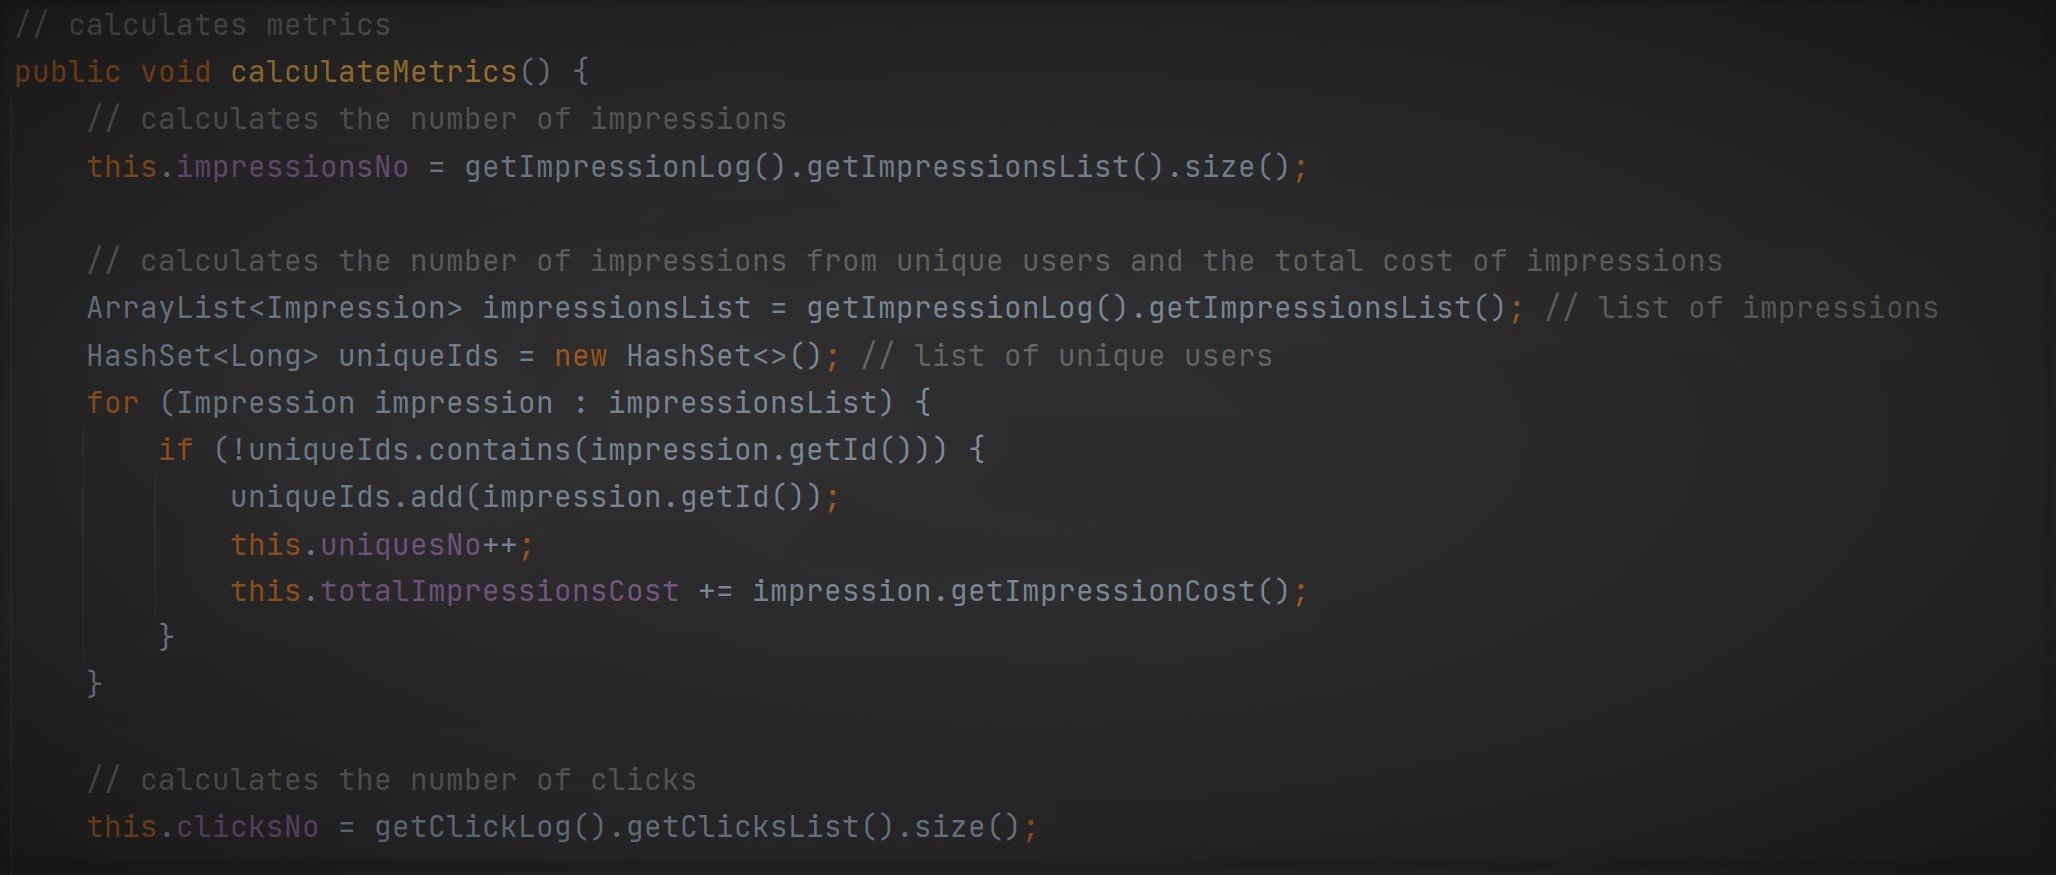 // calculates metrics
public void calculateMetrics() {
    // calculates the number of impressions
    this.impressionsNo = getImpressionLog().getImpressionsList().size();

    // calculates the number of impressions from unique users and the total cost of impressions
    ArrayList<Impression> impressionsList = getImpressionLog().getImpressionsList(); // list of impressions
    HashSet<Long> uniqueIds = new HashSet<>(); // list of unique users
    for (Impression impression : impressionsList) {
        if (!uniqueIds.contains(impression.getId())) {
            uniqueIds.add(impression.getId());
            this.uniquesNo++;
            this.totalImpressionsCost += impression.getImpressionCost();
        }
    }

    // calculates the number of clicks
    this.clicksNo = getClickLog().getClicksList().size();